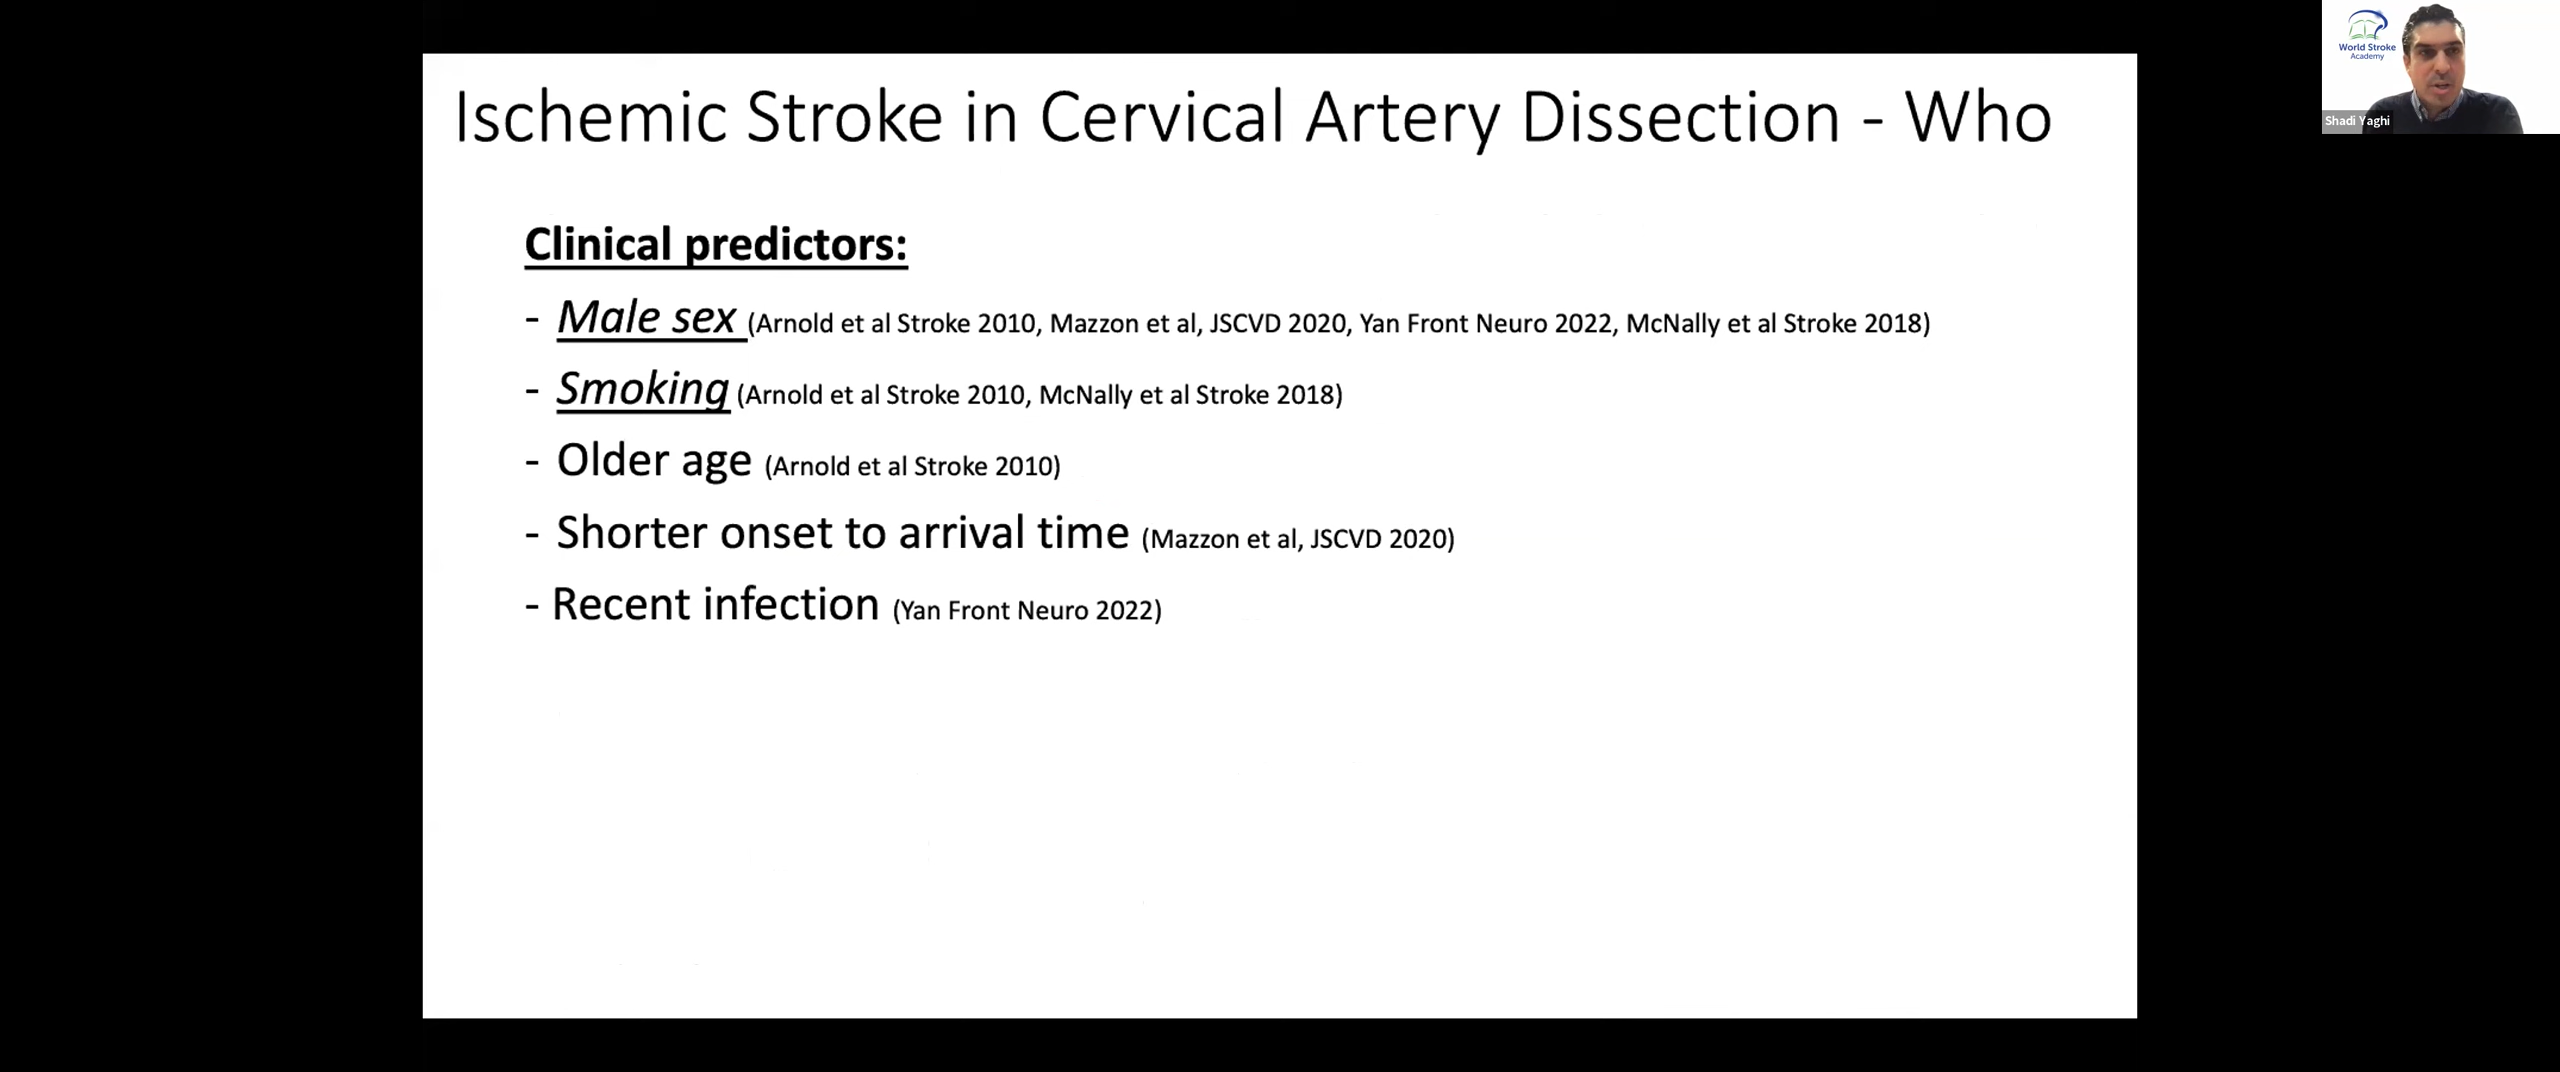 Ischemic Stroke in Cervical Artery Dissection - Who
Clinical predictors:
- Male sex (Arnold et al Stroke 2010, Mazzon et al, JSCVD 2020, Yan Front Neuro 2022, McNally et al Stroke 2018)
- Smoking (Arnold et al Stroke 2010, McNally et al Stroke 2018)
- Older age (Arnold et al Stroke 2010)
- Shorter onset to arrival time (Mazzon et al, JSCVD 2020)
- Recent infection (Yan Front Neuro 2022)
World Stroke
Academy
Shadi Yaghi